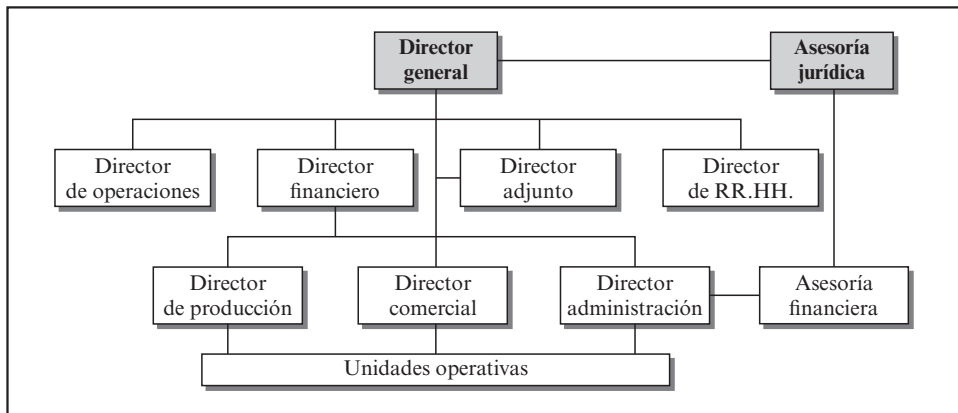 Director
general
Asesoría
jurídica
Director
de operaciones
Director
financiero
Director
adjunto
Director
de RR.HH.
Director
de producción
Director
comercial
Director
administración
Asesoría
financiera
Unidades operativas